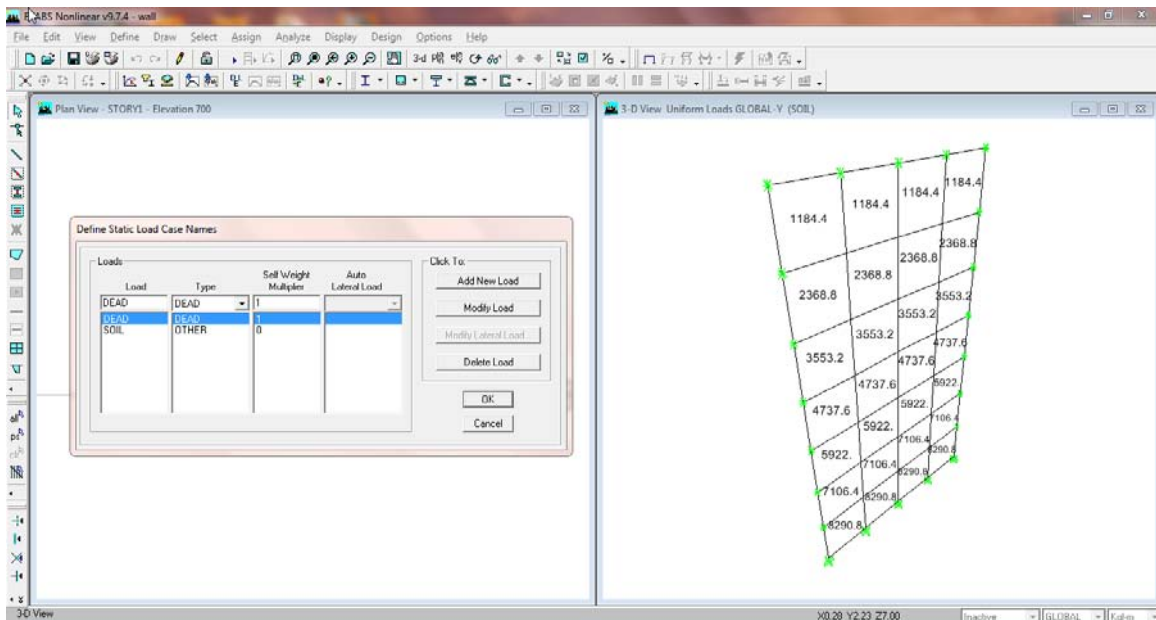 ETABS Nonlinear v9.7.4 - wall
File Edit View Define Draw Select Assign Analyze Display Design Options Help
Plan View - STORY1 - Elevation 700
3-D View Uniform Loads GLOBAL-Y (SOIL)
Define Static Load Case Names
Loads
Load Type Self Weight Multiplier Auto Lateral Load
DEAD DEAD 1
DEAD DEAD 1
SOIL OTHER 0
Click To:
Add New Load
Modify Load
Modify Lateral Load
Delete Load
OK
Cancel
1184.4 1184.4 1184.4 1184.4
2368.8 2368.8 2368.8 2368.8
3553.2 3553.2 3553.2 3553.2
4737.6 4737.6 4737.6 4737.6
5922. 5922. 5922. 5922.
7106.4 7106.4 7106.4 7106.4
8290.8 8290.8 8290.8 8290.8
3-D View
X0.28 Y2.23 Z7.00
Inactive
GLOBAL